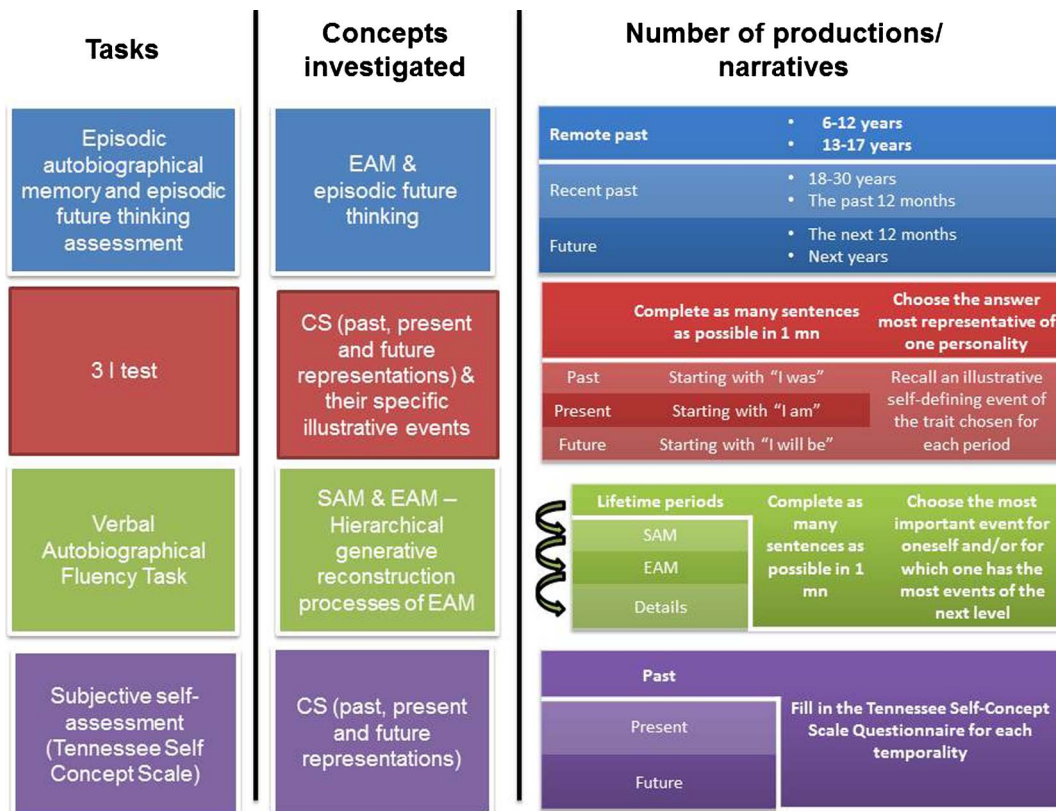 Tasks
Concepts
investigated
Number of productions/
narratives
Episodic
autobiographical
memory and episodic
future thinking
assessment
EAM &
episodic future
thinking
Remote past
• 6-12 years
• 13-17 years
Recent past
• 18-30 years
• The past 12 months
Future
• The next 12 months
• Next years
3 I test
CS (past, present
and future
representations) &
their specific
illustrative events
Complete as many sentences
as possible in 1 mn
Choose the answer
most representative of
one personality
Past
Starting with “I was”
Present
Starting with “I am”
Future
Starting with “I will be”
Recall an illustrative
self-defining event of
the trait chosen for
each period
Verbal
Autobiographical
Fluency Task
SAM & EAM –
Hierarchical
generative
reconstruction
processes of EAM
Lifetime periods
SAM
EAM
Details
Complete as
many
sentences as
possible in 1
mn
Choose the most
important event for
oneself and/or for
which one has the
most events of the
next level
Subjective self-
assessment
(Tennessee Self
Concept Scale)
CS (past, present
and future
representations)
Past
Present
Future
Fill in the Tennessee Self-Concept
Scale Questionnaire for each
temporality